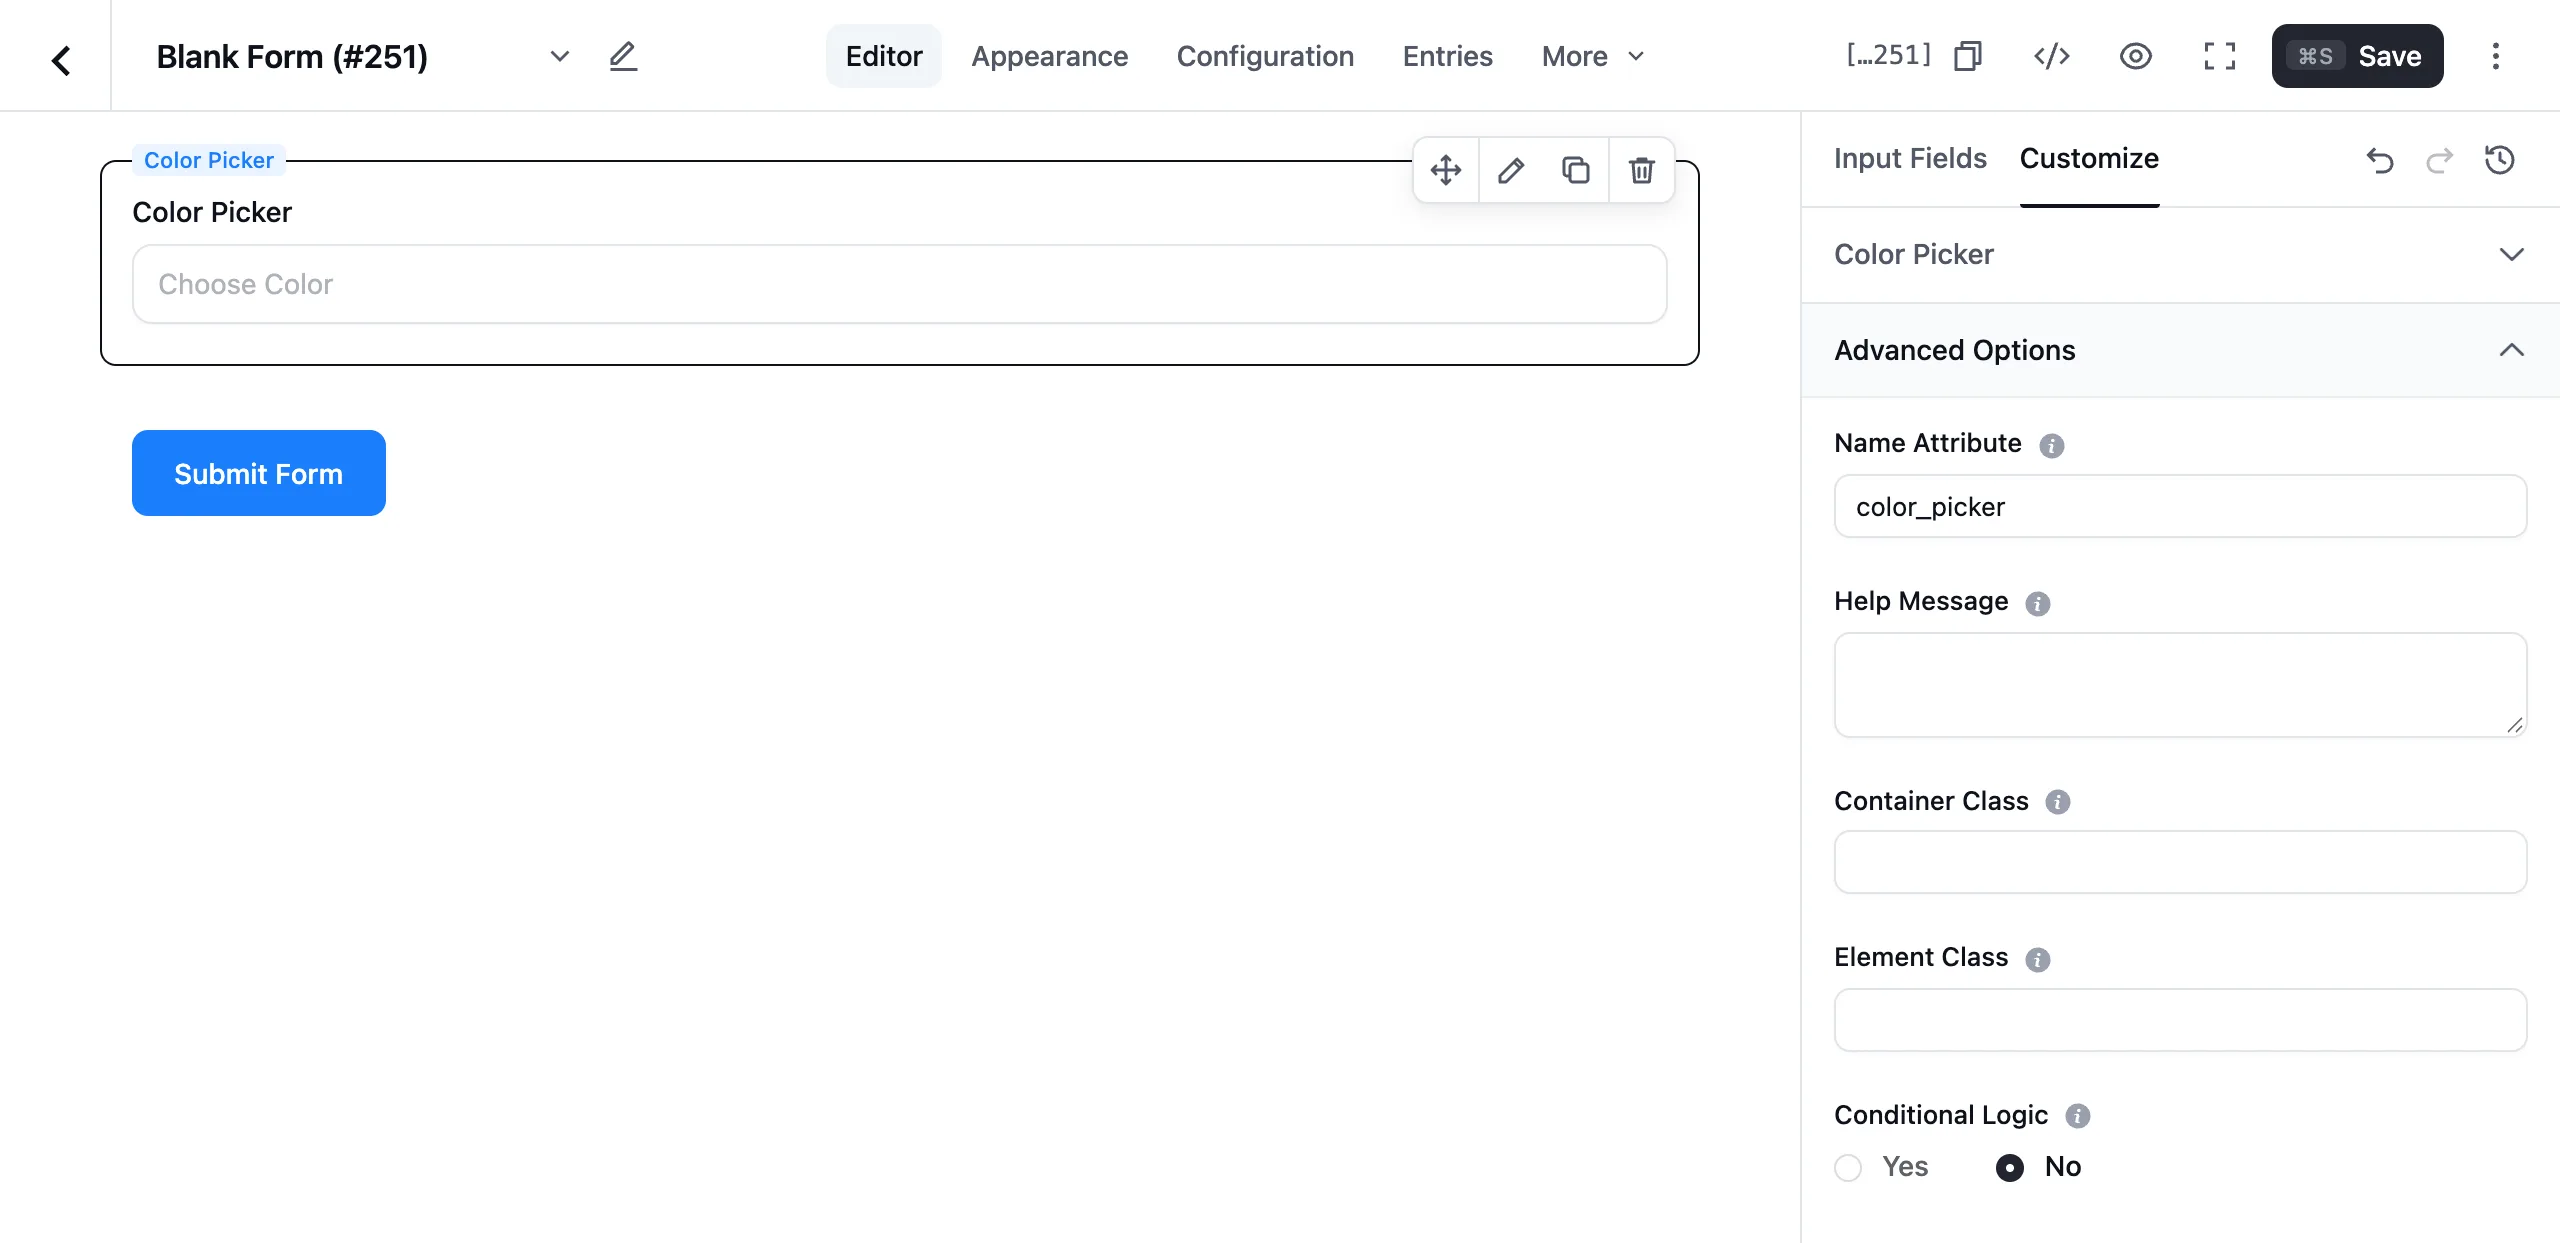 Blank Form (#251)
Editor
Appearance
Configuration
Entries
More
[…251]
⌘S Save
Color Picker
Color Picker
Choose Color
Submit Form
Input Fields
Customize
Color Picker
Advanced Options
Name Attribute
color_picker
Help Message
Container Class
Element Class
Conditional Logic
Yes
No